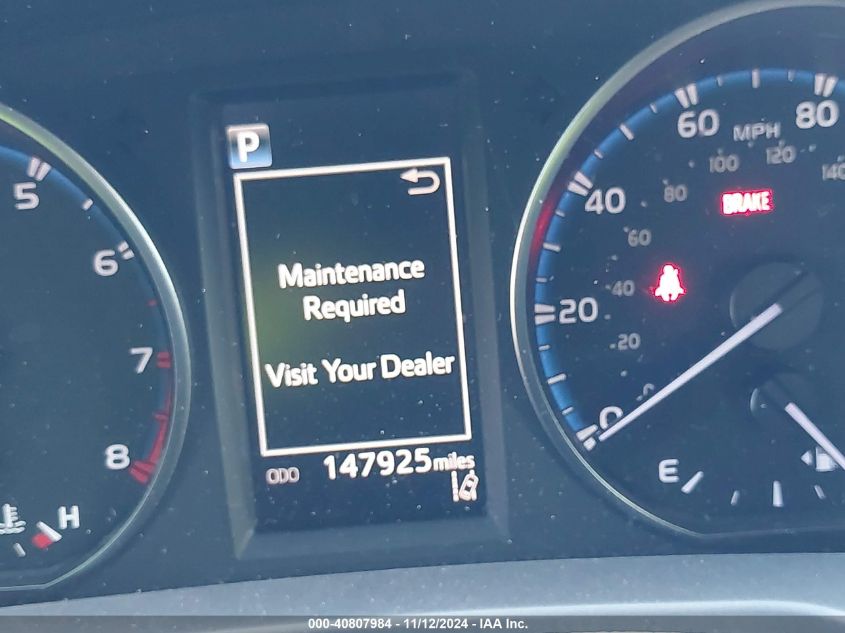 P
Maintenance
Required
Visit Your Dealer
ODO 147925 miles
5
6
7
8
H
60 MPH 80
100 120 140
80 BRAKE
40
60
40
20
20
0
0
E
000-40807984 - 11/12/2024 - IAA Inc.